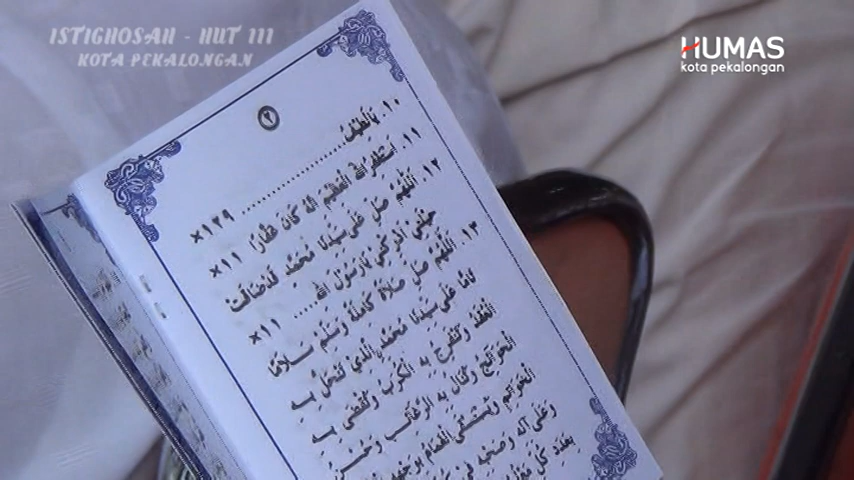 ISTIGHOSAH - HUT 111
KOTA PEKALONGAN
HUMAS
kota pekalongan
٢
١٠. يَالَطِيْفُ ........................ ١٢٩×
١١. اَسْتَغْفِرُ اللهَ الْعَظِيْمَ اِنَّهُ كَانَ غَفَّارًا ١١×
١٢. اَللّٰهُمَّ صَلِّ عَلَى سَيِّدِنَا مُحَمَّدٍ قَدْ ضَاقَتْ
حِيْلَتِيْ اَدْرِكْنِيْ يَارَسُوْلَ اللهِ ..... ١١×
١٣. اَللّٰهُمَّ صَلِّ صَلَاةً كَامِلَةً وَسَلِّمْ سَلَامًا
تَامًّا عَلَى سَيِّدِنَا مُحَمَّدٍ الَّذِيْ تَنْحَلُّ بِهِ
الْعُقَدُ وَتَنْفَرِجُ بِهِ الْكُرَبُ وَتُقْضَى بِهِ
الْحَوَائِجُ وَتُنَالُ بِهِ الرَّغَائِبُ وَحُسْنُ
الْخَوَاتِمِ وَيُسْتَسْقَى الْغَمَامُ بِوَجْهِهِ
وَعَلَى آلِهِ وَصَحْبِهِ فِيْ
بِعَدَدِ كُلِّ